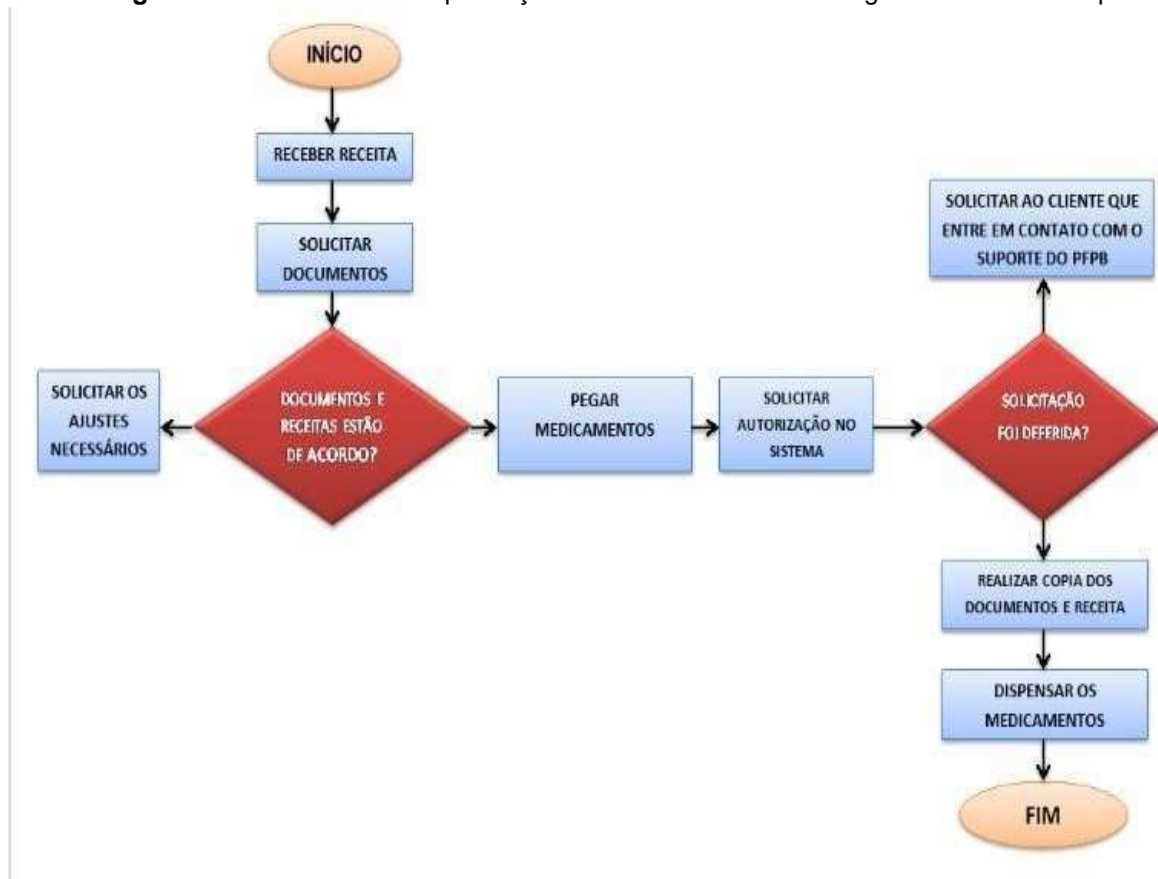 INÍCIO
RECEBER RECEITA
SOLICITAR
DOCUMENTOS
DOCUMENTOS E
RECEITAS ESTÃO
DE ACORDO?
SOLICITAR OS
AJUSTES
NECESSÁRIOS
PEGAR
MEDICAMENTOS
SOLICITAR
AUTORIZAÇÃO NO
SISTEMA
SOLICITAÇÃO
FOI DEFERIDA?
SOLICITAR AO CLIENTE QUE
ENTRE EM CONTATO COM O
SUPORTE DO PFPB
REALIZAR COPIA DOS
DOCUMENTOS E RECEITA
DISPENSAR OS
MEDICAMENTOS
FIM